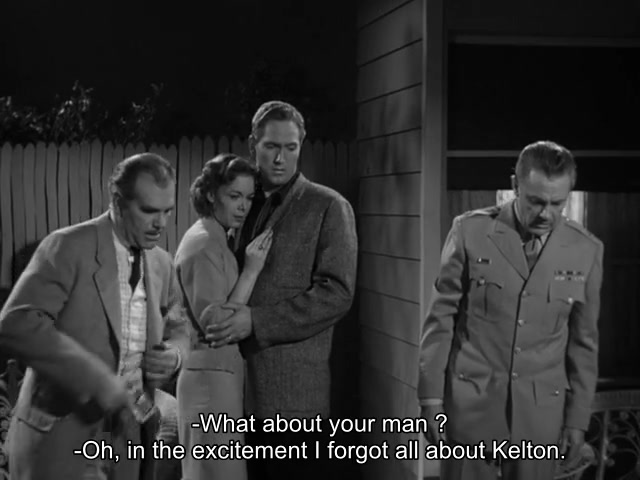 -What about your man ?
-Oh, in the excitement I forgot all about Kelton.